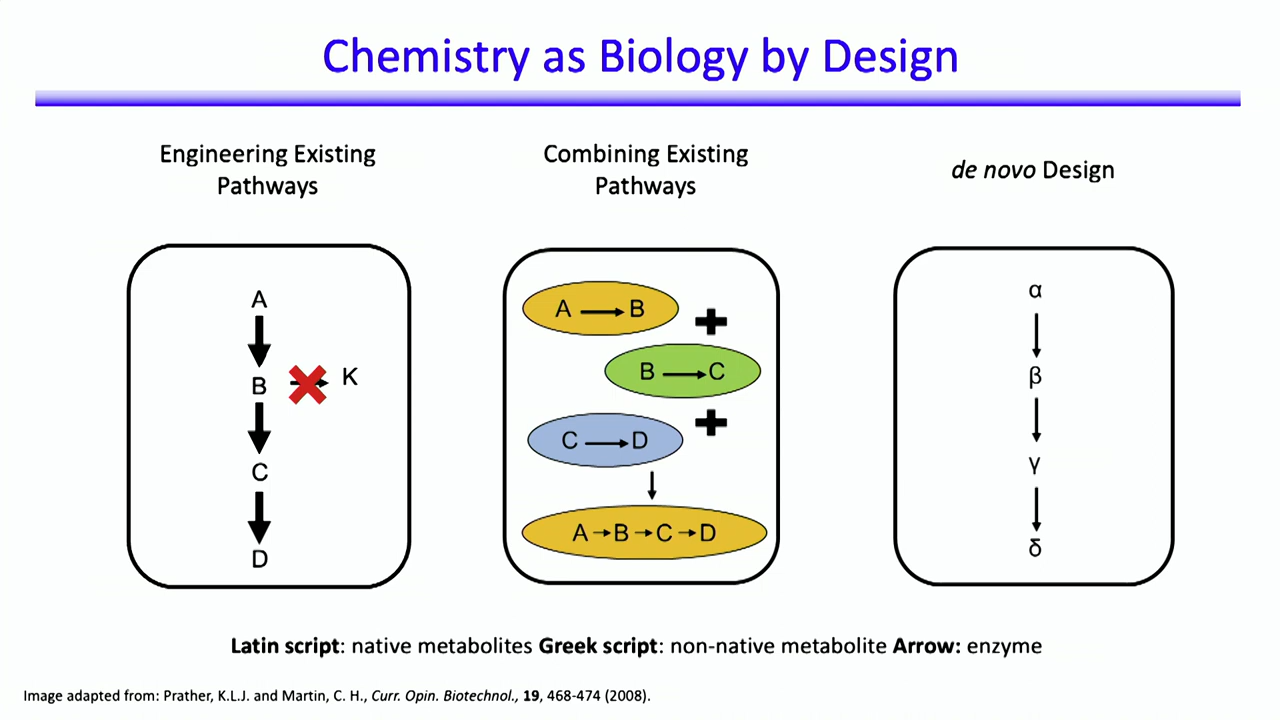 Chemistry as Biology by Design
Engineering Existing
Pathways
A
B
K
C
D
Combining Existing
Pathways
A → B
+
B → C
+
C → D
A → B → C → D
de novo Design
α
β
γ
δ
Latin script: native metabolites Greek script: non-native metabolite Arrow: enzyme
Image adapted from: Prather, K.L.J. and Martin, C. H., Curr. Opin. Biotechnol., 19, 468-474 (2008).